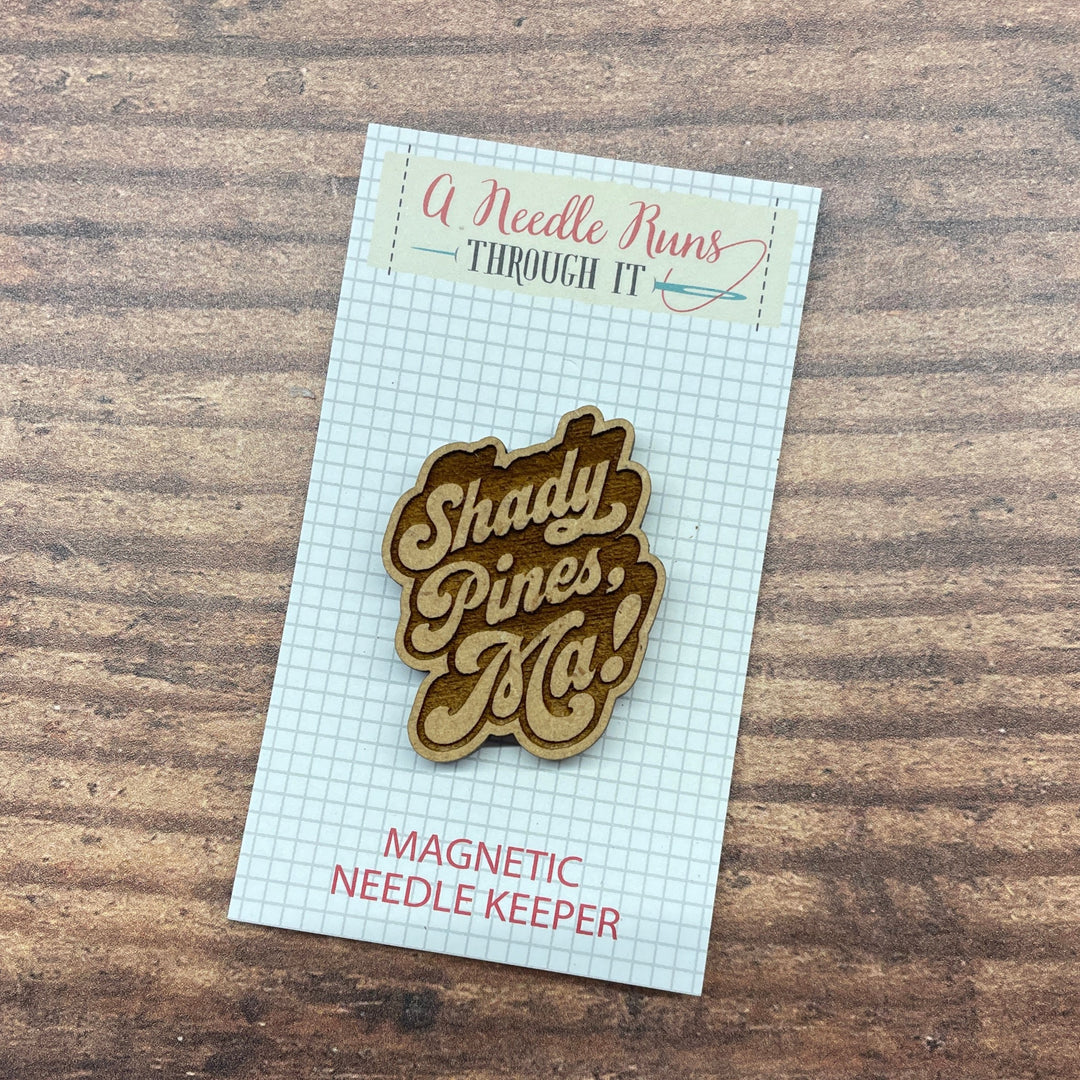 A Needle Runs
THROUGH IT
Shady
Pines,
Ma!
MAGNETIC
NEEDLE KEEPER